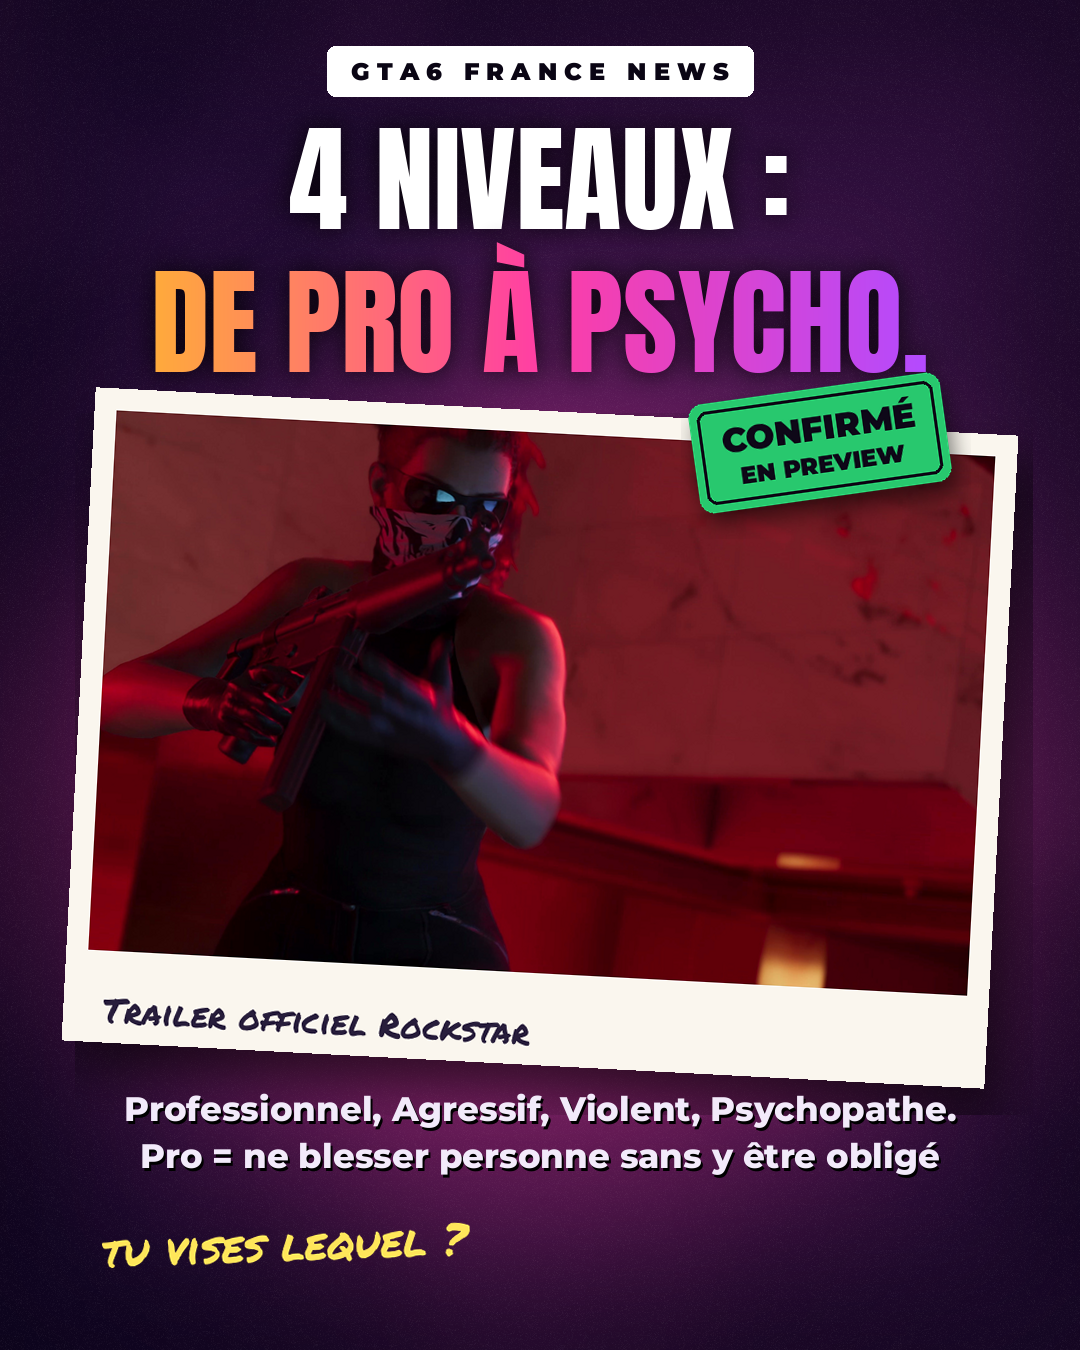 GTA6 FRANCE NEWS
4 NIVEAUX :
DE PRO À PSYCHO.
CONFIRMÉ
EN PREVIEW
TRAILER OFFICIEL ROCKSTAR
Professionnel, Agressif, Violent, Psychopathe.
Pro = ne blesser personne sans y être obligé
TU VISES LEQUEL ?